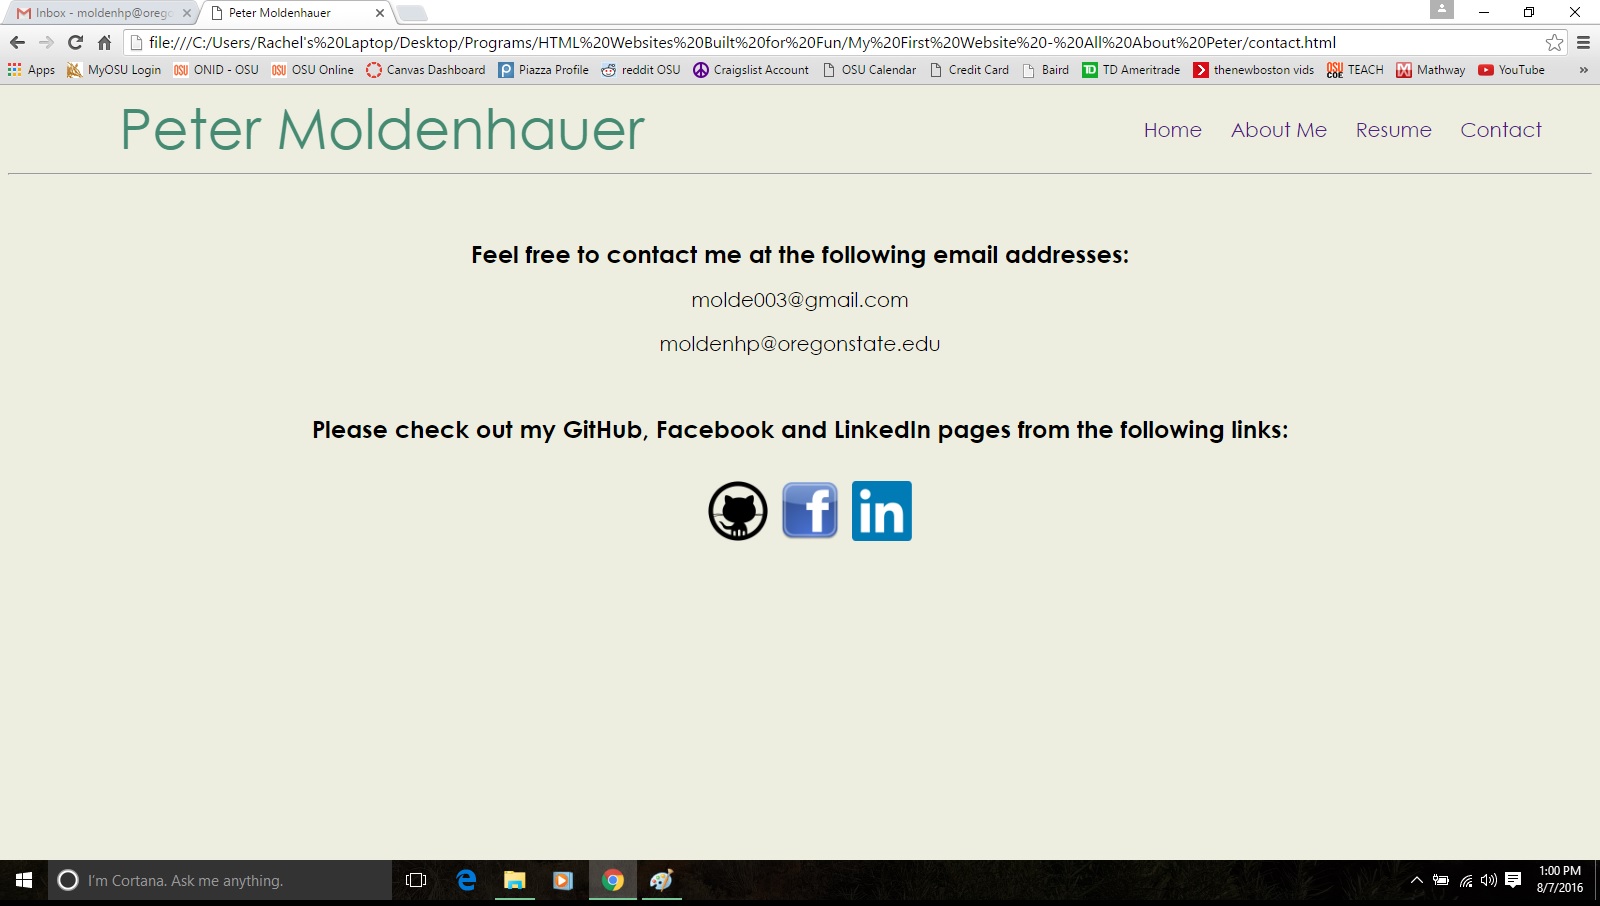 Inbox - moldenhp@orego
Peter Moldenhauer
file:///C:/Users/Rachel's%20Laptop/Desktop/Programs/HTML%20Websites%20Built%20for%20Fun/My%20First%20Website%20-%20All%20About%20Peter/contact.html
Apps MyOSU Login OSU ONID - OSU OSU OSU Online Canvas Dashboard Piazza Profile reddit OSU Craigslist Account OSU Calendar Credit Card Baird TD TD Ameritrade thenewboston vids OSU COE TEACH Mathway YouTube »
Peter Moldenhauer
Home About Me Resume Contact
Feel free to contact me at the following email addresses:
molde003@gmail.com
moldenhp@oregonstate.edu
Please check out my GitHub, Facebook and LinkedIn pages from the following links:
f in
I'm Cortana. Ask me anything.
1:00 PM
8/7/2016